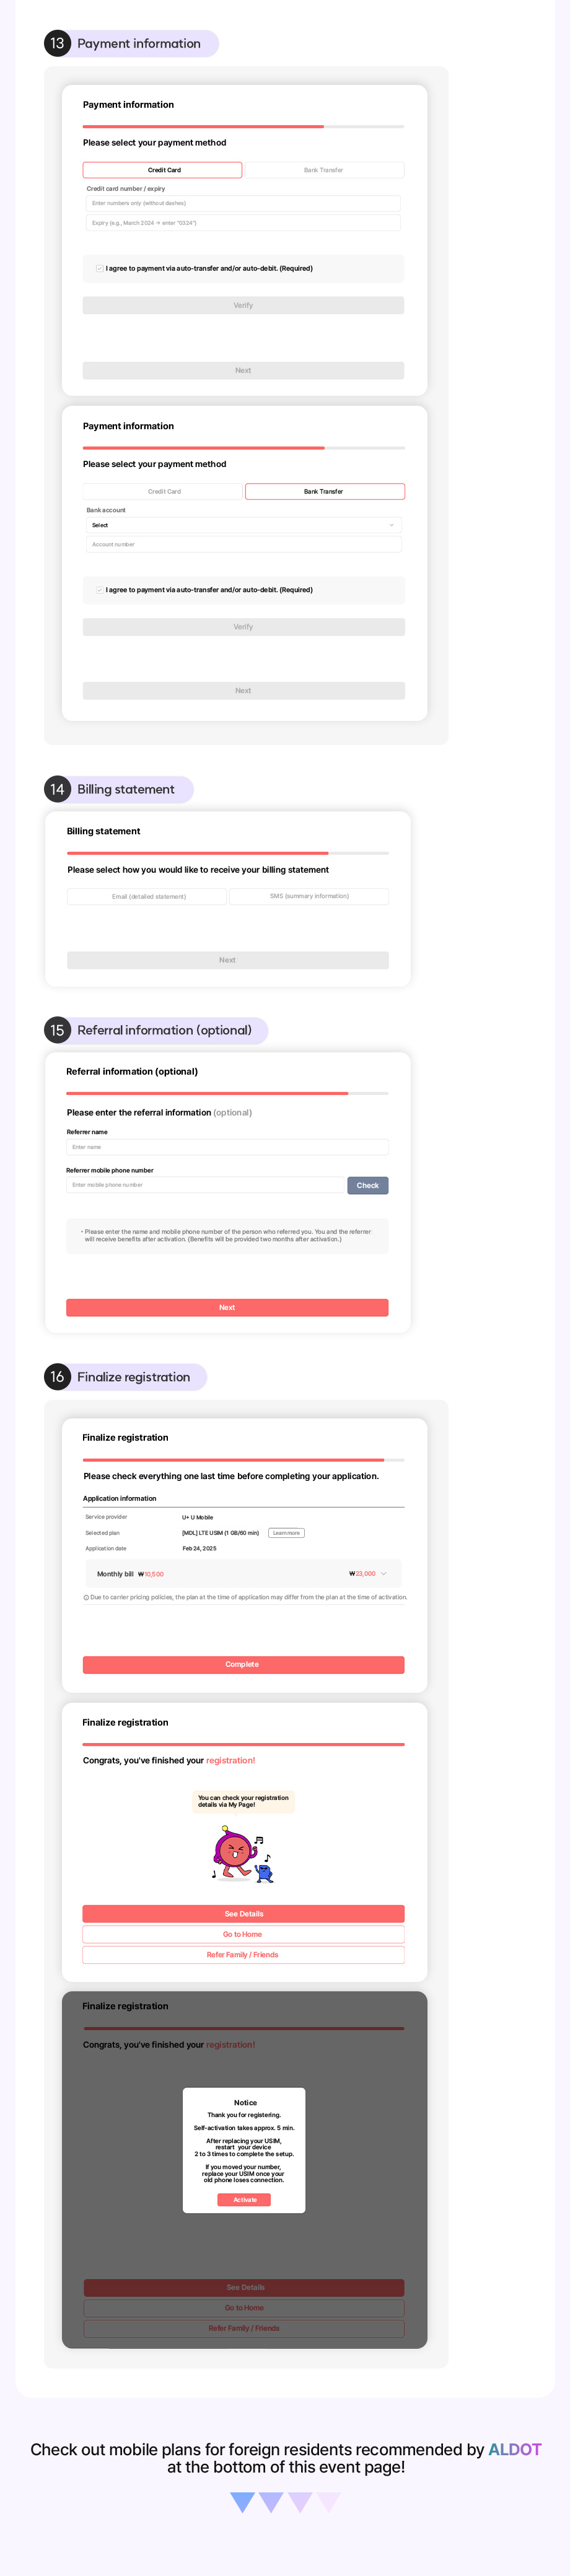 13 Payment information
Payment information
Please select your payment method
Credit Card Bank Transfer
Credit card number / expiry
Enter numbers only (without dashes)
Expiry (e.g., March 2024 → enter "0324")
I agree to payment via auto-transfer and/or auto-debit. (Required)
Verify
Next
Payment information
Please select your payment method
Credit Card Bank Transfer
Bank account
Select
Account number
I agree to payment via auto-transfer and/or auto-debit. (Required)
Verify
Next
14 Billing statement
Billing statement
Please select how you would like to receive your billing statement
Email (detailed statement) SMS (summary information)
Next
15 Referral information (optional)
Referral information (optional)
Please enter the referral information (optional)
Referrer name
Enter name
Referrer mobile phone number
Enter mobile phone number Check
• Please enter the name and mobile phone number of the person who referred you. You and the referrer
will receive benefits after activation. (Benefits will be provided two months after activation.)
Next
16 Finalize registration
Finalize registration
Please check everything one last time before completing your application.
Application information
Service provider U+ U Mobile
Selected plan [MDL] LTE USIM (1 GB/60 min) Learn more
Application date Feb 24, 2025
Monthly bill ₩10,500 ₩23,000
Due to carrier pricing policies, the plan at the time of application may differ from the plan at the time of activation.
Complete
Finalize registration
Congrats, you've finished your registration!
You can check your registration
details via My Page!
See Details
Go to Home
Refer Family / Friends
Finalize registration
Congrats, you've finished your registration!
Notice
Thank you for registering.
Self-activation takes approx. 5 min.
After replacing your USIM,
restart your device
2 to 3 times to complete the setup.
If you moved your number,
replace your USIM once your
old phone loses connection.
Activate
See Details
Go to Home
Refer Family / Friends
Check out mobile plans for foreign residents recommended by ALDOT
at the bottom of this event page!